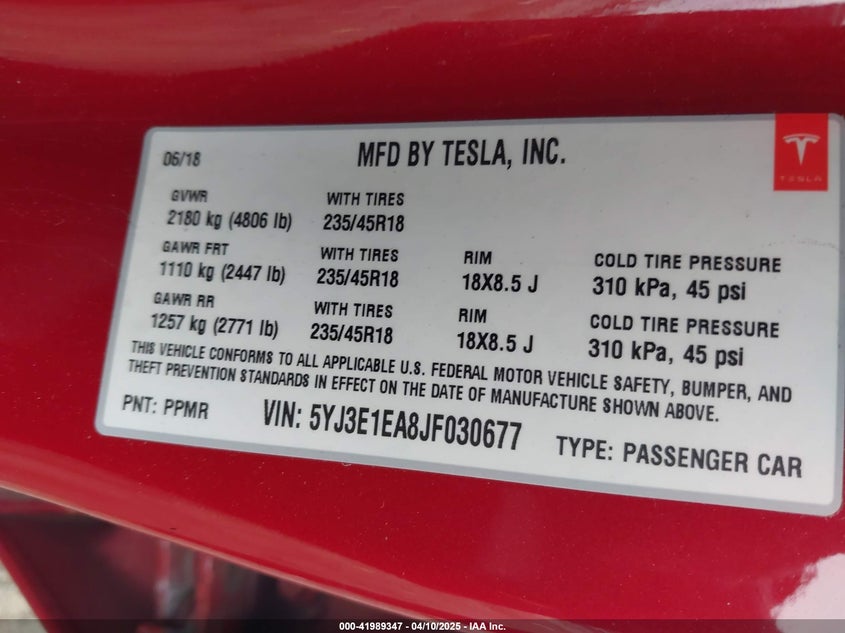 06/18 MFD BY TESLA, INC.
TESLA
GVWR WITH TIRES
2180 kg (4806 lb) 235/45R18
GAWR FRT WITH TIRES RIM COLD TIRE PRESSURE
1110 kg (2447 lb) 235/45R18 18X8.5 J 310 kPa, 45 psi
GAWR RR WITH TIRES RIM COLD TIRE PRESSURE
1257 kg (2771 lb) 235/45R18 18X8.5 J 310 kPa, 45 psi
THIS VEHICLE CONFORMS TO ALL APPLICABLE U.S. FEDERAL MOTOR VEHICLE SAFETY, BUMPER, AND
THEFT PREVENTION STANDARDS IN EFFECT ON THE DATE OF MANUFACTURE SHOWN ABOVE.
PNT: PPMR VIN: 5YJ3E1EA8JF030677 TYPE: PASSENGER CAR
000-41989347 - 04/10/2025 - IAA Inc.